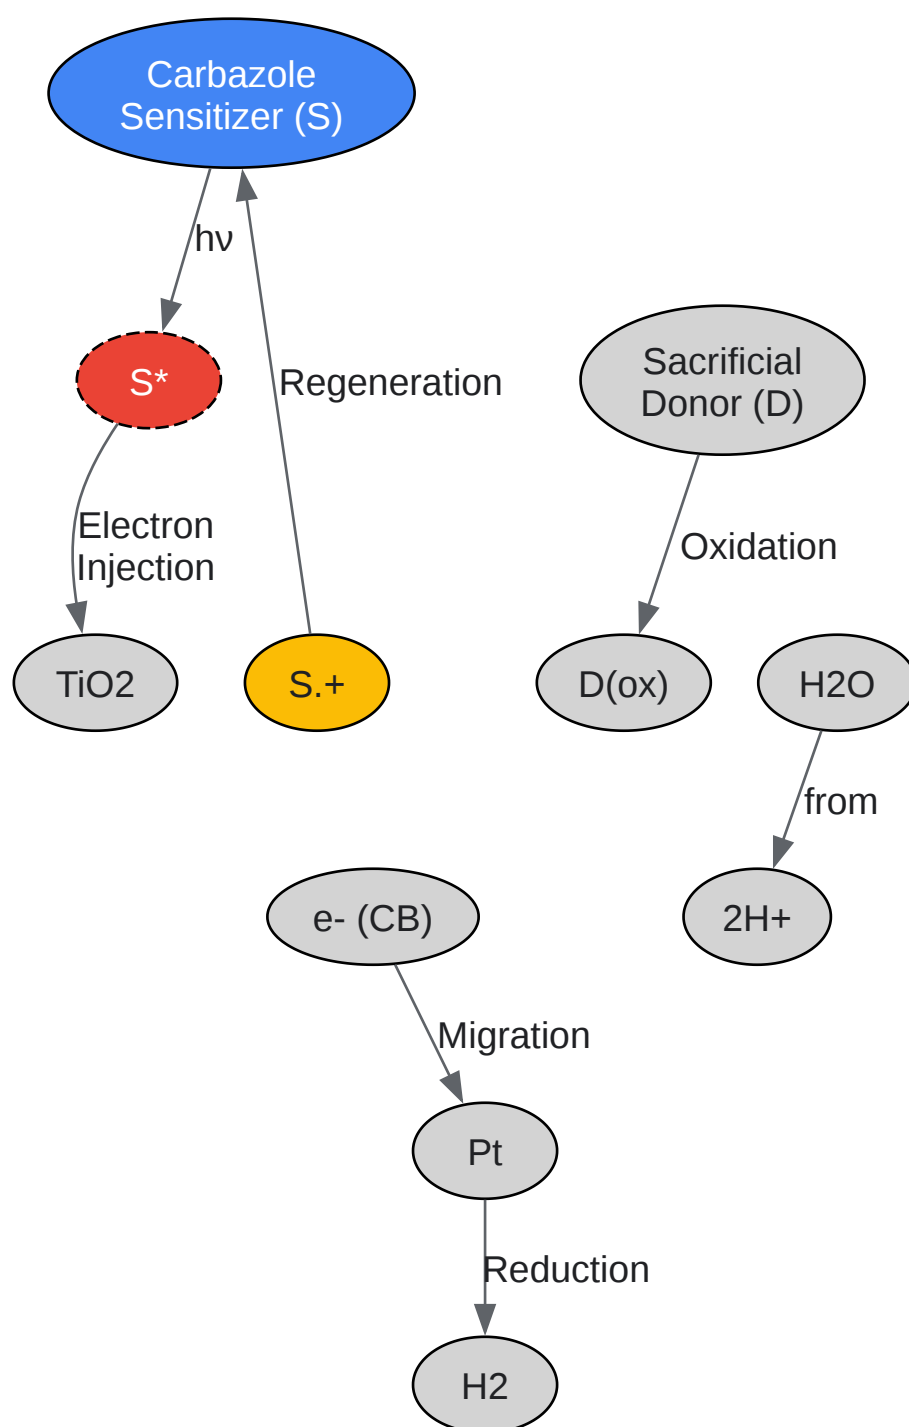 Carbazole
Sensitizer (S)
hν
S*
Regeneration
Sacrificial
Donor (D)
Electron
Injection
Oxidation
TiO2
S.+
D(ox)
H2O
from
e- (CB)
2H+
Migration
Pt
Reduction
H2